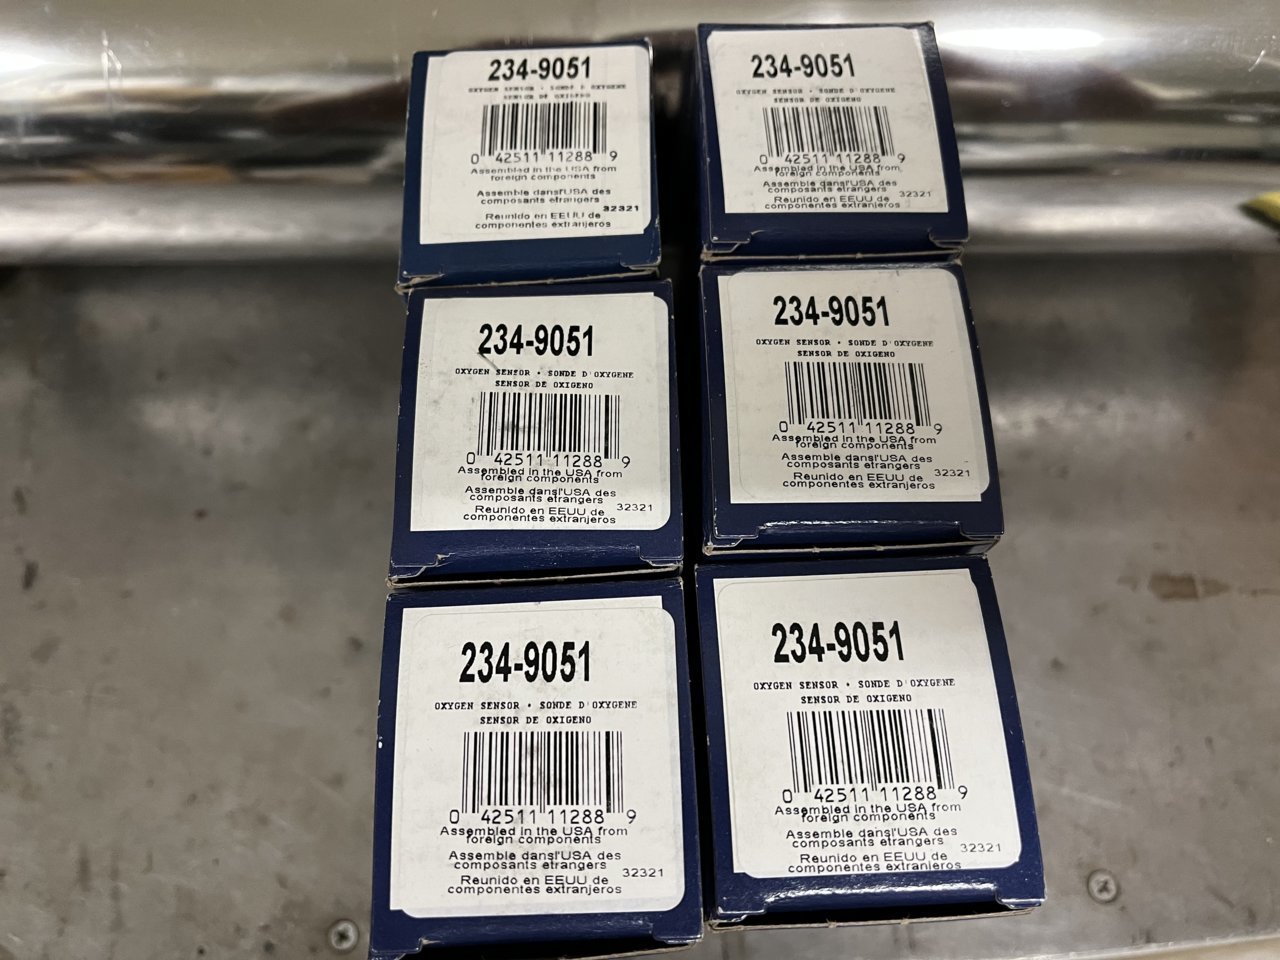 234-9051
OXYGEN SENSOR • SONDE D'OXYGENE
SENSOR DE OXIGENO
0 42511 11288 9
Assembled in the USA from
foreign components
Assemble dansl'USA des
composants etrangers
32321
Reunido en EEUU de
componentes extranjeros
234-9051
OXYGEN SENSOR • SONDE D'OXYGENE
SENSOR DE OXIGENO
0 42511 11288 9
Assembled in the USA from
foreign components
Assemble dansl'USA des
composants etrangers
32321
Reunido en EEUU de
componentes extranjeros
234-9051
OXYGEN SENSOR • SONDE D'OXYGENE
SENSOR DE OXIGENO
0 42511 11288 9
Assembled in the USA from
foreign components
Assemble dansl'USA des
composants etrangers
32321
Reunido en EEUU de
componentes extranjeros
234-9051
OXYGEN SENSOR • SONDE D'OXYGENE
SENSOR DE OXIGENO
0 42511 11288 9
Assembled in the USA from
foreign components
Assemble dansl'USA des
composants etrangers
32321
Reunido en EEUU de
componentes extranjeros
234-9051
OXYGEN SENSOR • SONDE D'OXYGENE
SENSOR DE OXIGENO
0 42511 11288 9
Assembled in the USA from
foreign components
Assemble dansl'USA des
composants etrangers
32321
Reunido en EEUU de
componentes extranjeros
234-9051
OXYGEN SENSOR • SONDE D'OXYGENE
SENSOR DE OXIGENO
0 42511 11288 9
Assembled in the USA from
foreign components
Assemble dansl'USA des
composants etrangers
32321
Reunido en EEUU de
componentes extranjeros